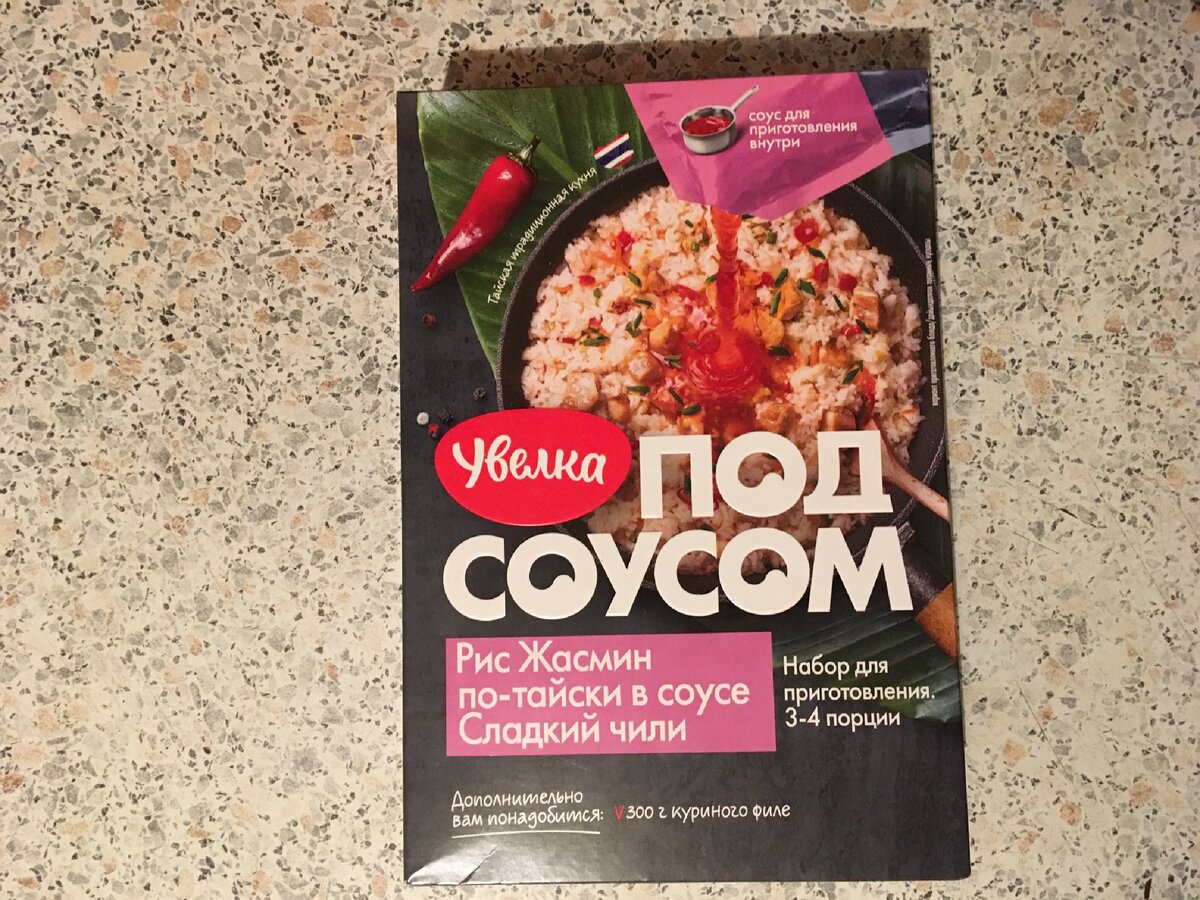 соус для
приготовления
внутри
Тайская традиционная кухня
Увелка
ПОД
СОУСОМ
Рис Жасмин
по-тайски в соусе
Сладкий чили
Набор для
приготовления.
3-4 порции
Дополнительно
вам понадобится: V 300 г куриного филе